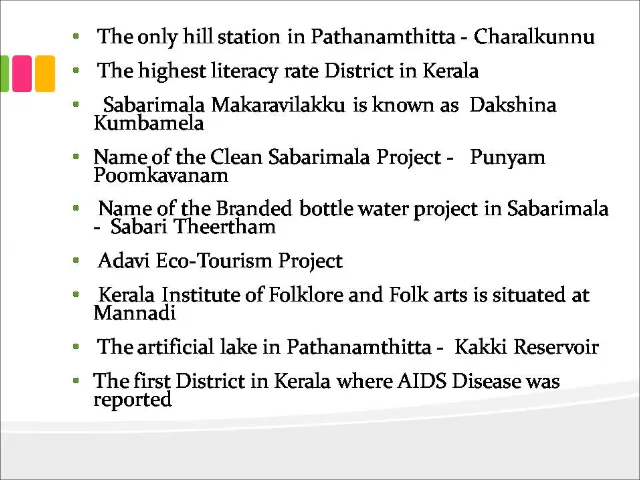 The only hill station in Pathanamthitta - Charalkunnu
The highest literacy rate District in Kerala
Sabarimala Makaravilakku is known as Dakshina
Kumbamela
Name of the Clean Sabarimala Project - Punyam
Poomkavanam
Name of the Branded bottle water project in Sabarimala
- Sabari Theertham
Adavi Eco-Tourism Project
Kerala Institute of Folklore and Folk arts is situated at
Mannadi
The artificial lake in Pathanamthitta - Kakki Reservoir
The first District in Kerala where AIDS Disease was
reported